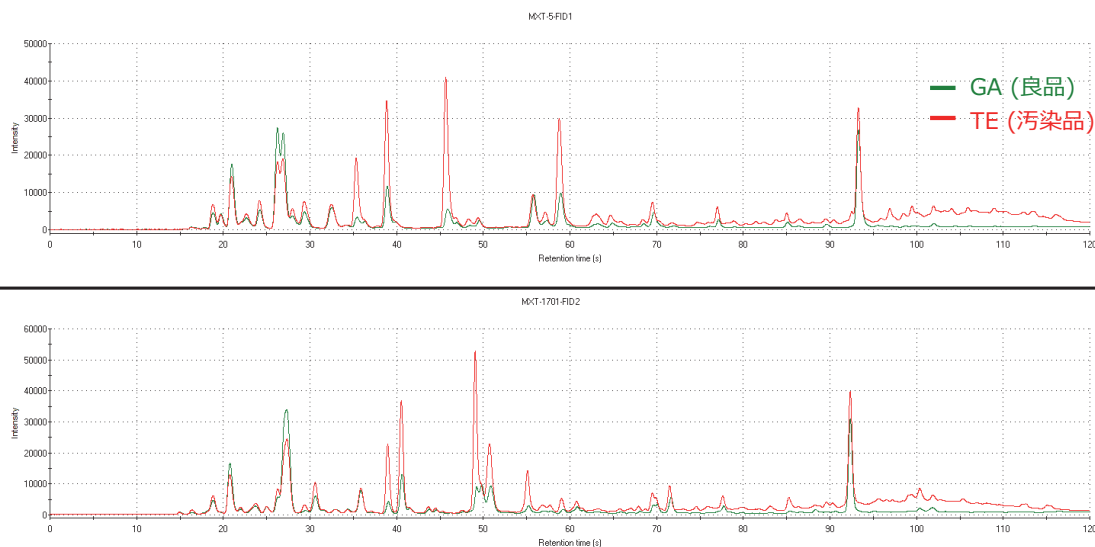 MXT-5-FID1
50000
40000
30000
20000
10000
0
Intensity
0 10 20 30 40 50 60 70 80 90 100 110 120
Retention time (s)
GA (良品)
TE (汚染品)
MXT-1701-FID2
60000
50000
40000
30000
20000
10000
0
Intensity
0 10 20 30 40 50 60 70 80 90 100 110 120
Retention time (s)